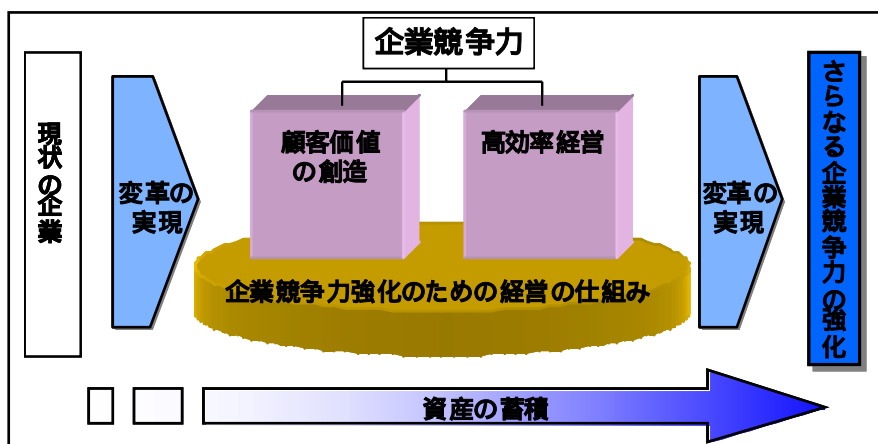 企業競争力
現状の企業
変革の
実現
顧客価値
の創造
高効率経営
企業競争力強化のための経営の仕組み
変革の
実現
さらなる企業競争力の強化
資産の蓄積